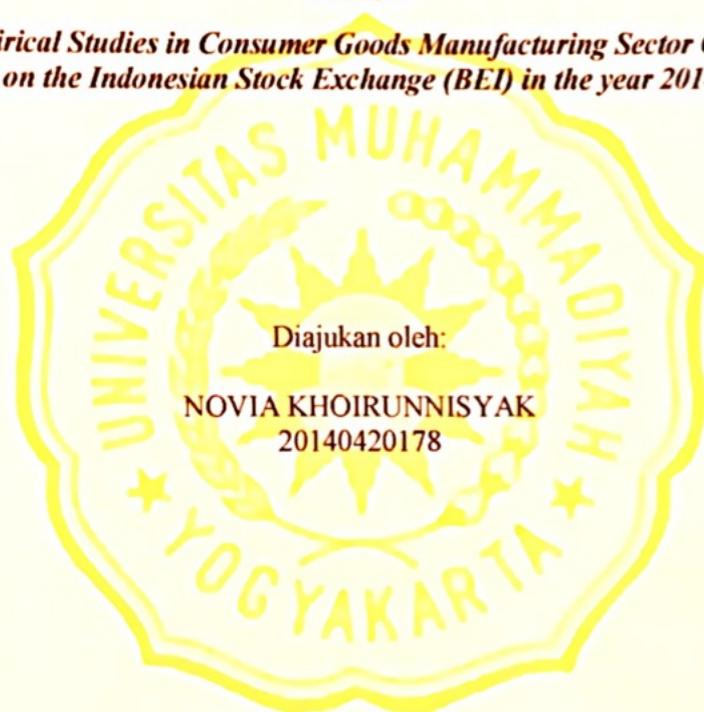 irical Studies in Consumer Goods Manufacturing Sector
on the Indonesian Stock Exchange (BEI) in the year 201
UNIVERSITAS MUHAMMADIYAH
Diajukan oleh:
NOVIA KHOIRUNNISYAK
20140420178
YOGYAKARTA